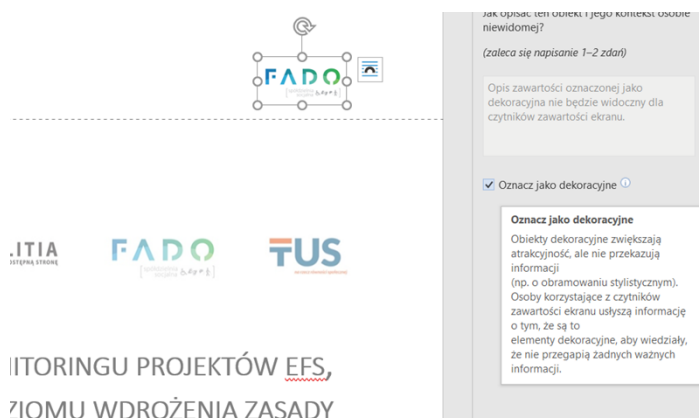 FADO
LITIA
FADO
TUS
NITORINGU PROJEKTÓW EFS,
ZIOMU WDROŻENIA ZASADY
Jak opisać ten obiekt i jego kontekst osobie
niewidomej?
(zaleca się napisanie 1–2 zdań)
Opis zawartości oznaczonej jako
dekoracyjna nie będzie widoczny dla
czytników zawartości ekranu.
Oznacz jako dekoracyjne
Oznacz jako dekoracyjne
Obiekty dekoracyjne zwiększają
atrakcyjność, ale nie przekazują
informacji
(np. o obramowaniu stylistycznym).
Osoby korzystające z czytników
zawartości ekranu usłyszą informację
o tym, że są to
elementy dekoracyjne, aby wiedziały,
że nie przegapią żadnych ważnych
informacji.